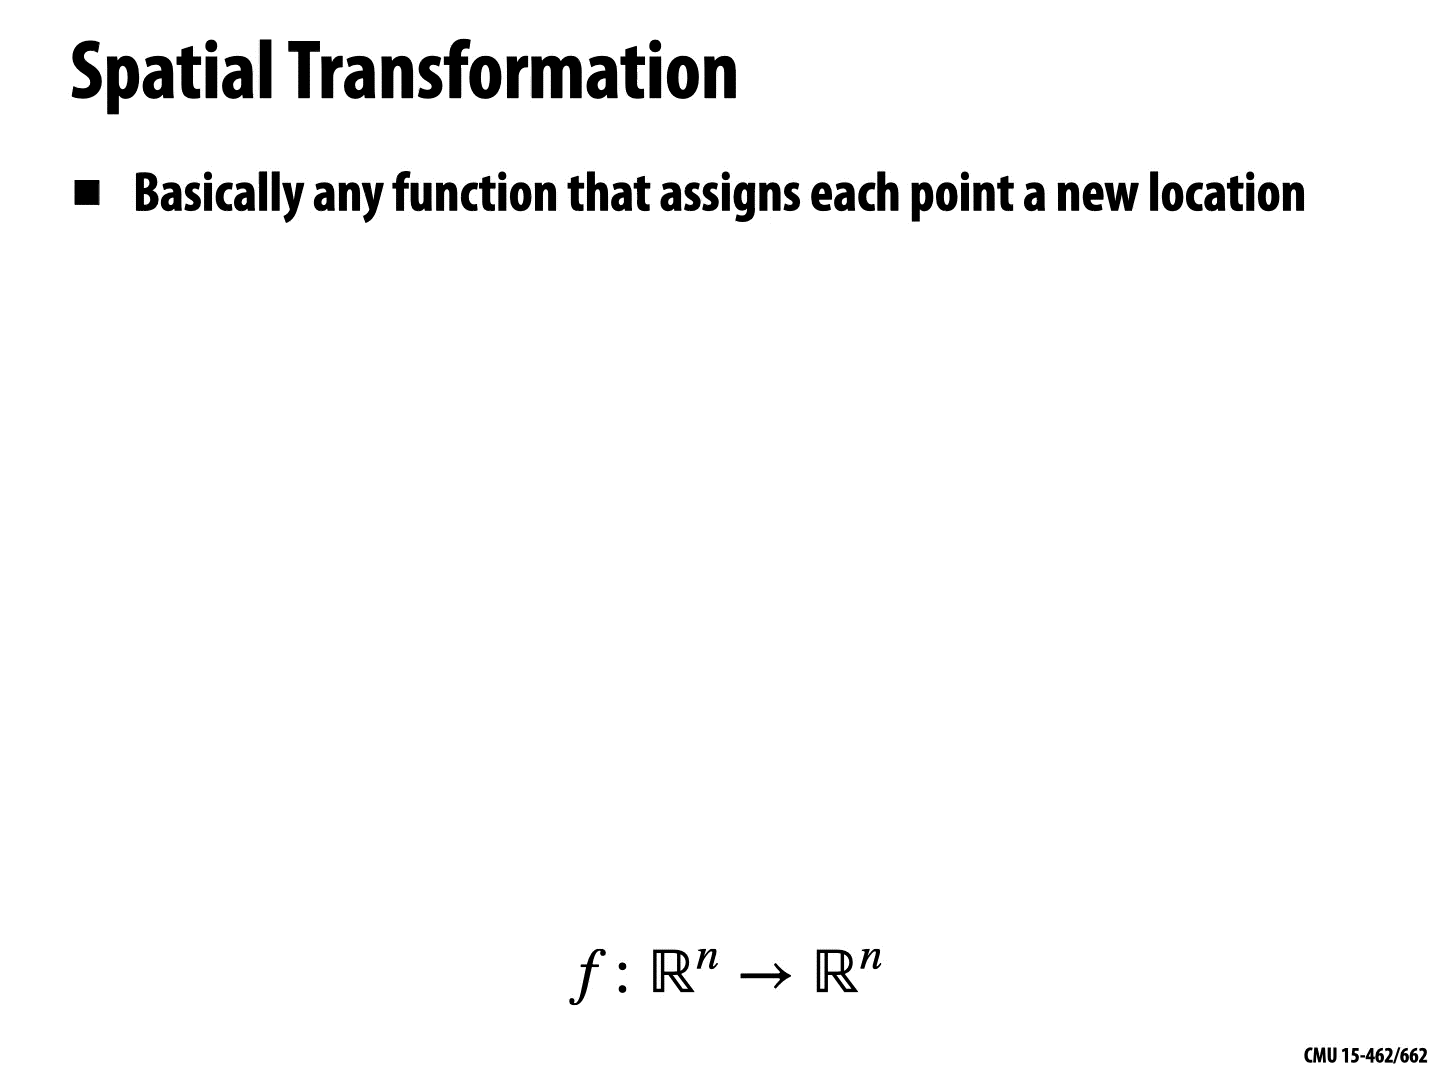 Spatial Transformation
■ Basically any function that assigns each point a new location
f : ℝⁿ → ℝⁿ
CMU 15-462/662